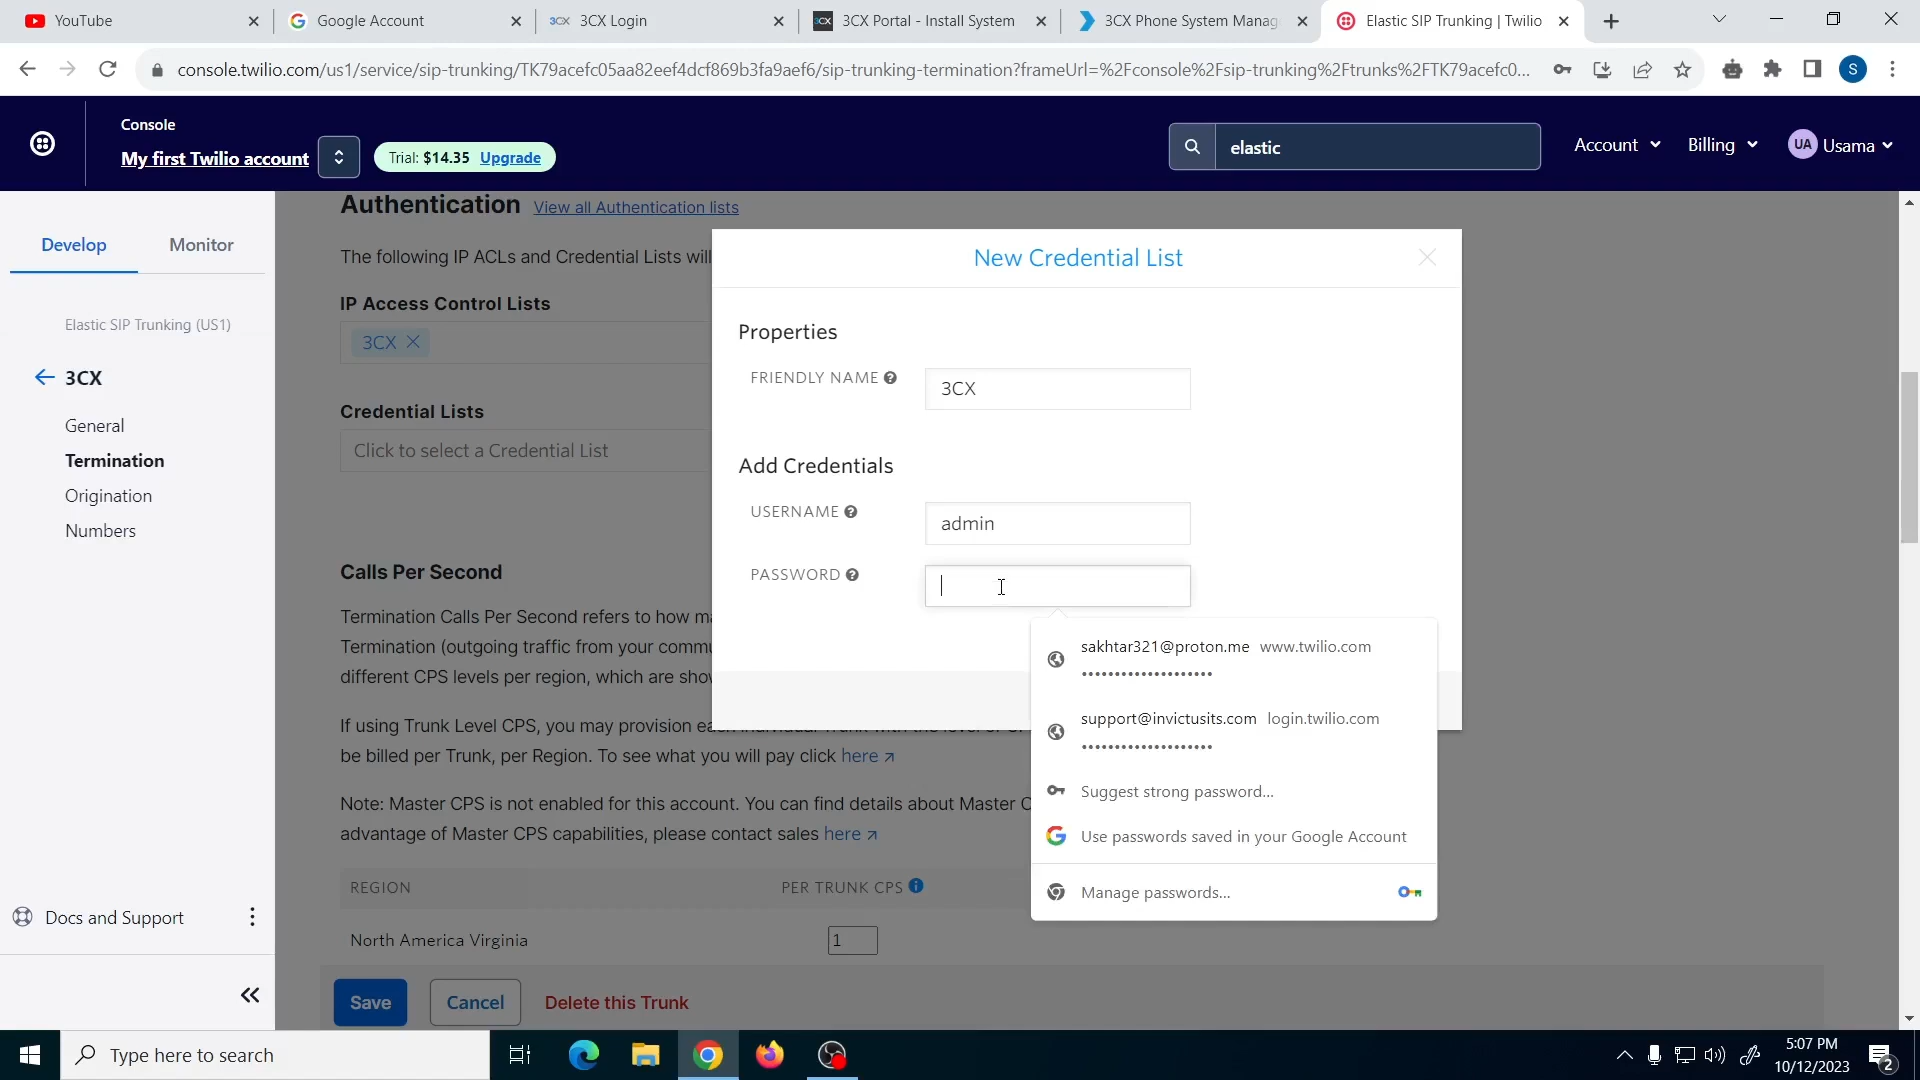 YouTube
Google Account
3CX Login
3CX Portal - Install System
3CX Phone System Manag
Elastic SIP Trunking | Twilio
console.twilio.com/us1/service/sip-trunking/TK79acefc05aa82eef4dcf869b3fa9aef6/sip-trunking-termination?frameUrl=%2Fconsole%2Fsip-trunking%2Ftrunks%2FTK79acefc0...
S
Console
My first Twilio account
Trial: $14.35 Upgrade
elastic
Account
Billing
UA Usama
Develop
Monitor
Elastic SIP Trunking (US1)
3CX
General
Termination
Origination
Numbers
Docs and Support
Authentication View all Authentication lists
The following IP ACLs and Credential Lists will
IP Access Control Lists
3CX
Credential Lists
Click to select a Credential List
Calls Per Second
Termination Calls Per Second refers to how
Termination (outgoing traffic from your
different CPS levels per region, which are
If using Trunk Level CPS, you may provision
be billed per Trunk, per Region. To see what you will pay click here
Note: Master CPS is not enabled for this account. You can find details about Master
advantage of Master CPS capabilities, please contact sales here
REGION
PER TRUNK CPS
North America Virginia
1
Save
Cancel
Delete this Trunk
New Credential List
Properties
FRIENDLY NAME
3CX
Add Credentials
USERNAME
admin
PASSWORD
sakhtar321@proton.me www.twilio.com
••••••••••••••••••••
support@invictusits.com login.twilio.com
••••••••••••••••••••
Suggest strong password...
Use passwords saved in your Google Account
Manage passwords...
Type here to search
5:07 PM
10/12/2023
2